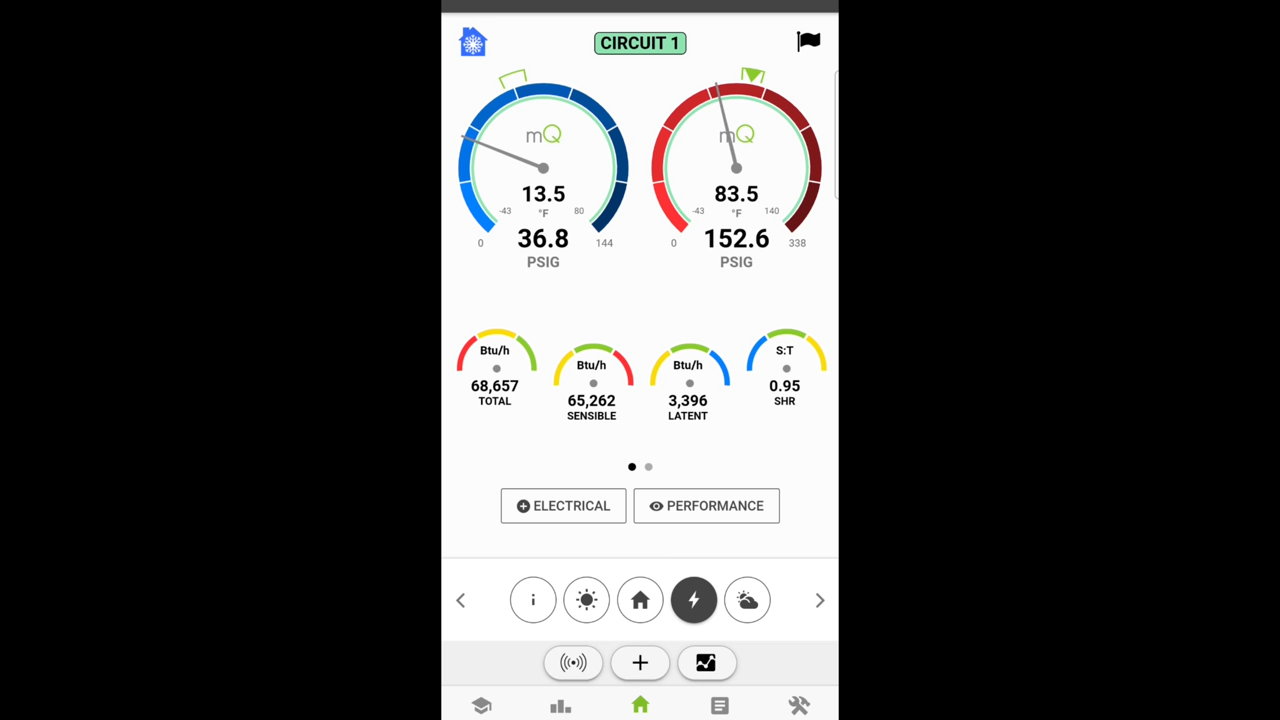 CIRCUIT 1
mQ
mQ
13.5
83.5
-43 °F 80
-43 °F 140
0 36.8 144
0 152.6 338
PSIG
PSIG
Btu/h
68,657
TOTAL
Btu/h
65,262
SENSIBLE
Btu/h
3,396
LATENT
S:T
0.95
SHR
ELECTRICAL
PERFORMANCE